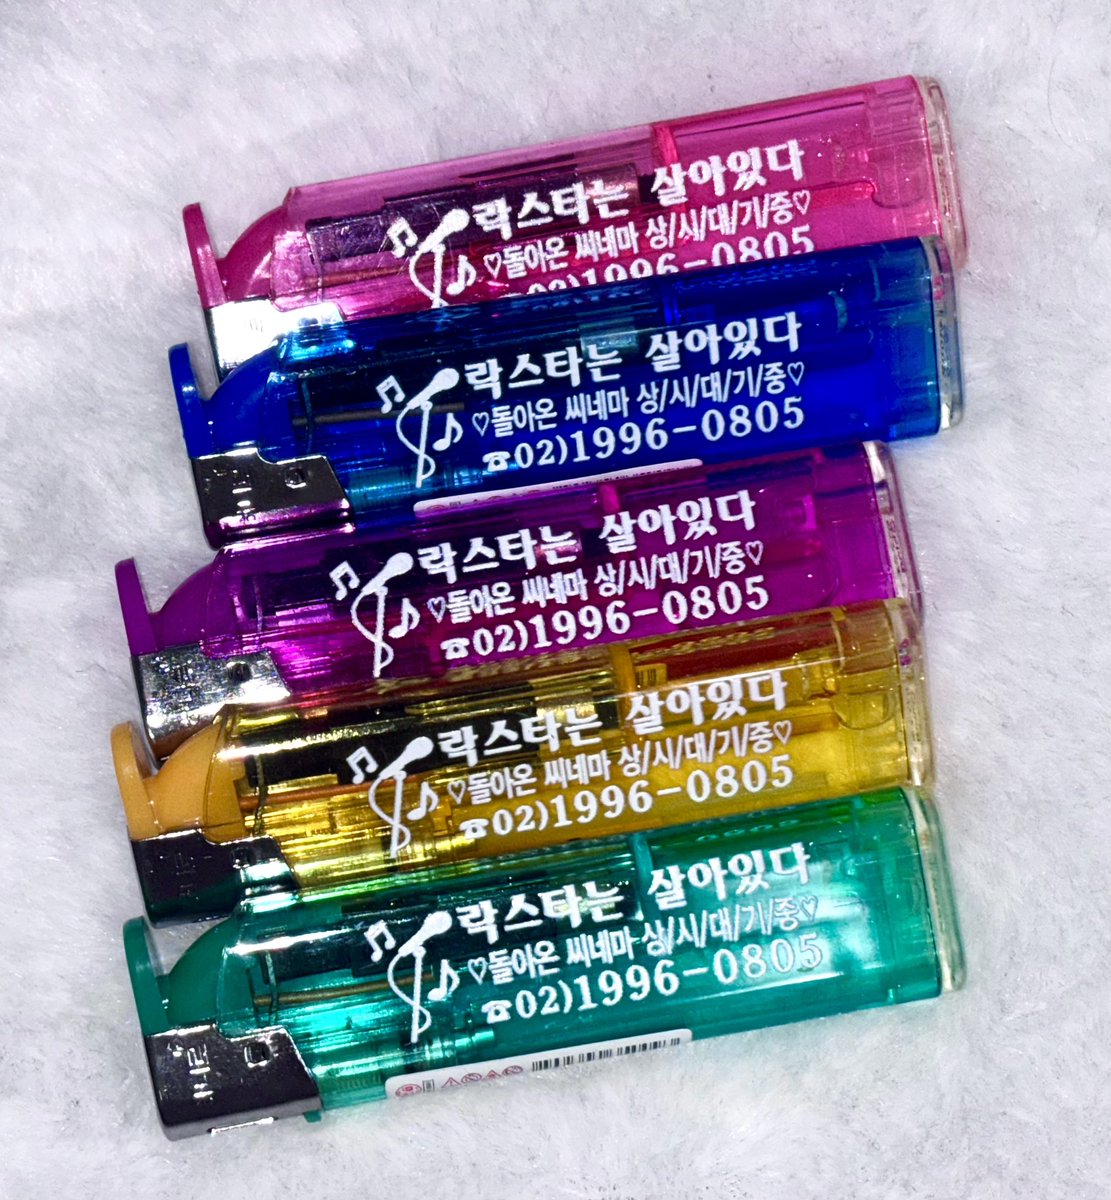 락스타는 살아있다
♡돌아온 씨네마 상/시/대/기/중♡
02)1996-0805
락스타는 살아있다
♡돌아온 씨네마 상/시/대/기/중♡
☎02)1996-0805
락스타는 살아있다
♡돌아온 씨네마 상/시/대/기/중♡
☎02)1996-0805
락스타는 살아있다
♡돌아온 씨네마 상/시/대/기/중♡
☎02)1996-0805
락스타는 살아있다
♡돌아온 씨네마 상/시/대/기/중♡
☎02)1996-0805